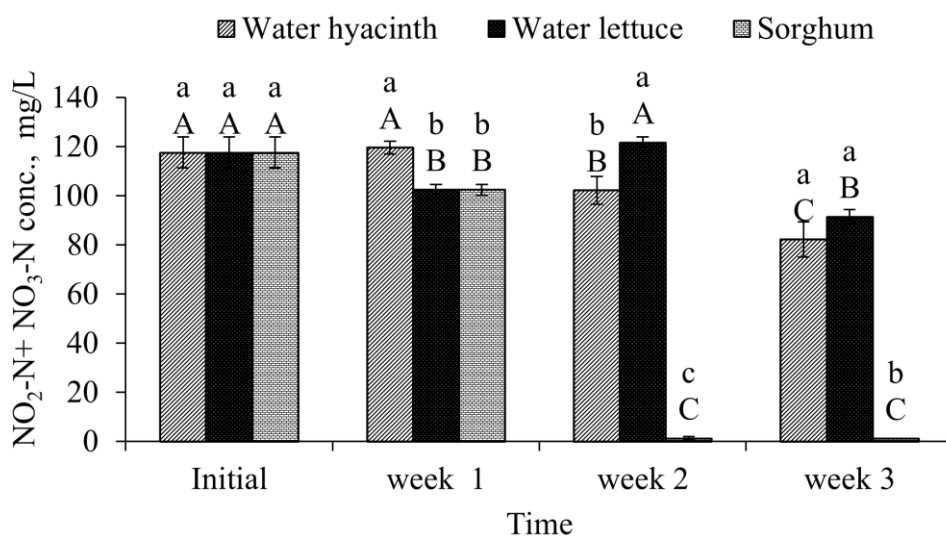 Water hyacinth Water lettuce Sorghum
NO₂-N+ NO₃-N conc., mg/L
140
120
100
80
60
40
20
0
a a a a b b b a a a c b
A A A A B B B A C B C C
Initial week 1 week 2 week 3
Time